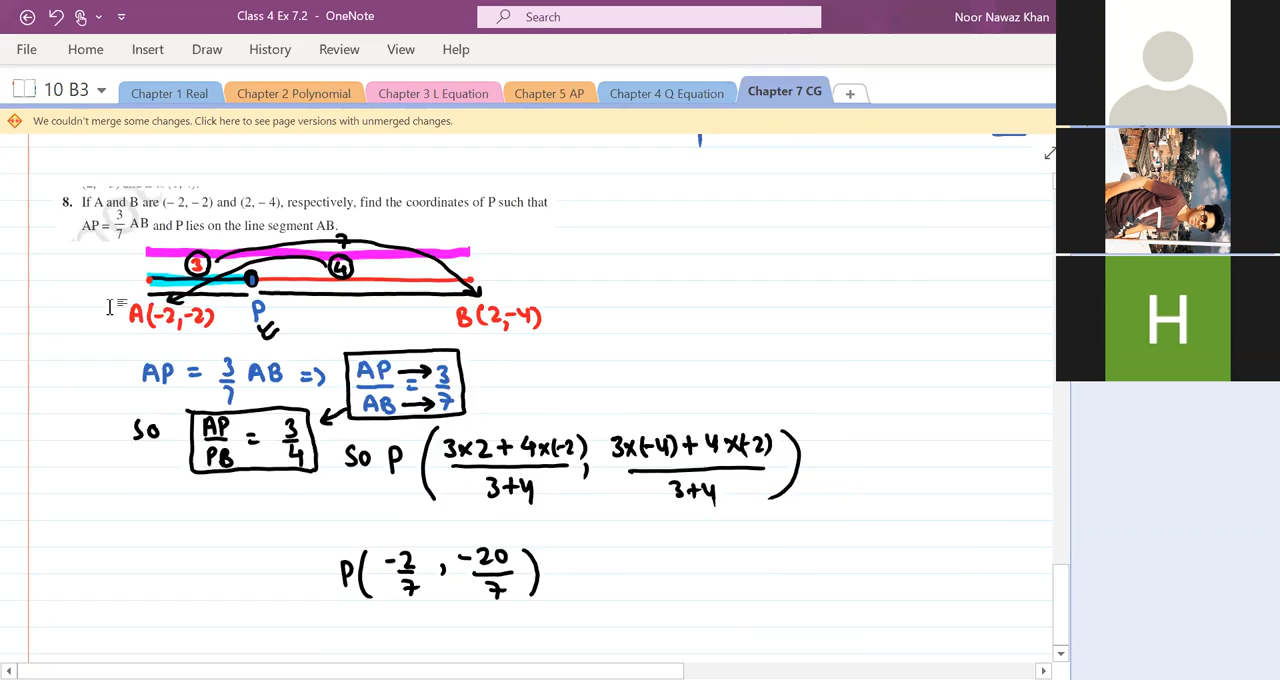 Class 4 Ex 7.2 - OneNote
Search
Noor Nawaz Khan
File Home Insert Draw History Review View Help
10 B3
Chapter 1 Real
Chapter 2 Polynomial
Chapter 3 L Equation
Chapter 5 AP
Chapter 4 Q Equation
Chapter 7 CG
+
We couldn't merge some changes. Click here to see page versions with unmerged changes.
8. If A and B are (– 2, – 2) and (2, – 4), respectively, find the coordinates of P such that
AP = 3/7 AB and P lies on the line segment AB.
7
3 4
A(-2,-2) P B(2,-4)
AP = 3/7 AB => AP/AB = 3/7
So AP/PB = 3/4 So P ( (3x2 + 4x(-2))/(3+4) , (3x(-4) + 4x(-2))/(3+4) )
P( -2/7 , -20/7 )
H